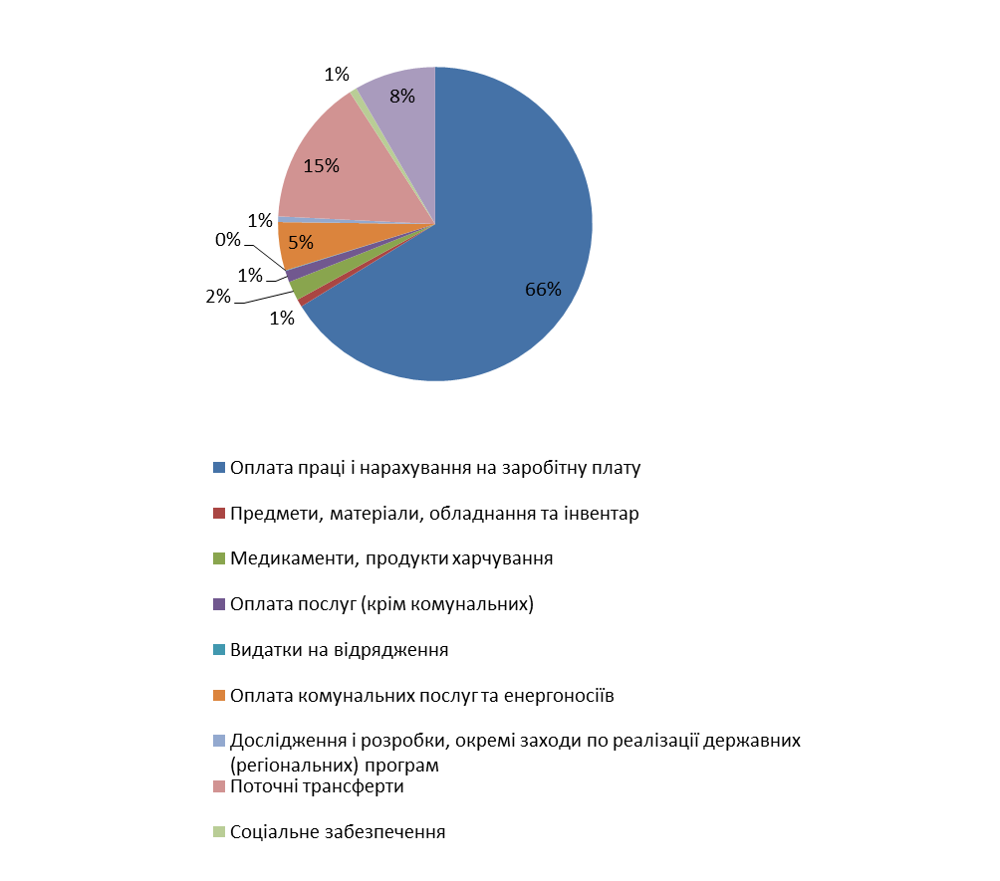 1%
8%
15%
1%
0%
5%
1%
2%
66%
1%
Оплата праці і нарахування на заробітну плату
Предмети, матеріали, обладнання та інвентар
Медикаменти, продукти харчування
Оплата послуг (крім комунальних)
Видатки на відрядження
Оплата комунальних послуг та енергоносіїв
Дослідження і розробки, окремі заходи по реалізації державних
(регіональних) програм
Поточні трансферти
Соціальне забезпечення